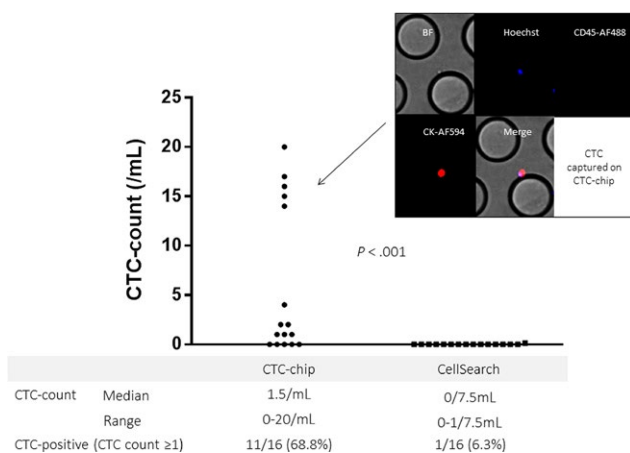 BF
Hoechst
CD45-AF488
CK-AF594
Merge
CTC
captured on
CTC-chip
CTC-count (/mL)
25
20
15
10
5
0
P < .001
CTC-chip CellSearch
CTC-count Median 1.5/mL 0/7.5mL
Range 0-20/mL 0-1/7.5mL
CTC-positive (CTC count ≥1) 11/16 (68.8%) 1/16 (6.3%)